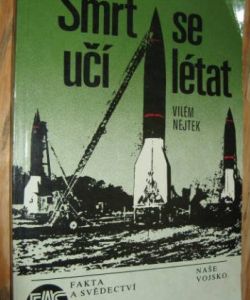 Smrt se
učí létat
VILÉM
NEJTEK
FAKTA
A SVĚDECTVÍ
NAŠE
VOJSKO